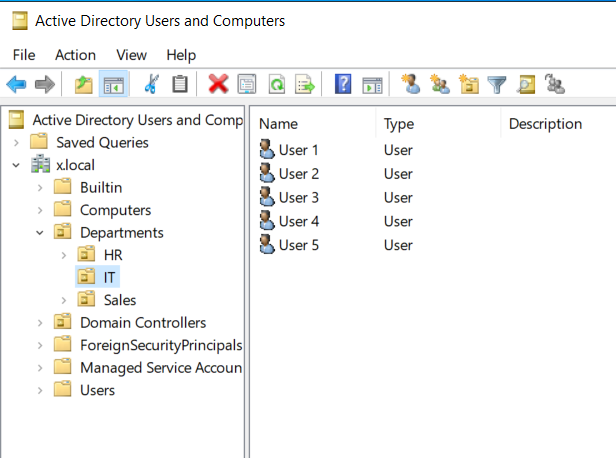 Active Directory Users and Computers
File Action View Help
Active Directory Users and Comp
Saved Queries
x.local
Builtin
Computers
Departments
HR
IT
Sales
Domain Controllers
ForeignSecurityPrincipals
Managed Service Accoun
Users
Name Type Description
User 1 User
User 2 User
User 3 User
User 4 User
User 5 User